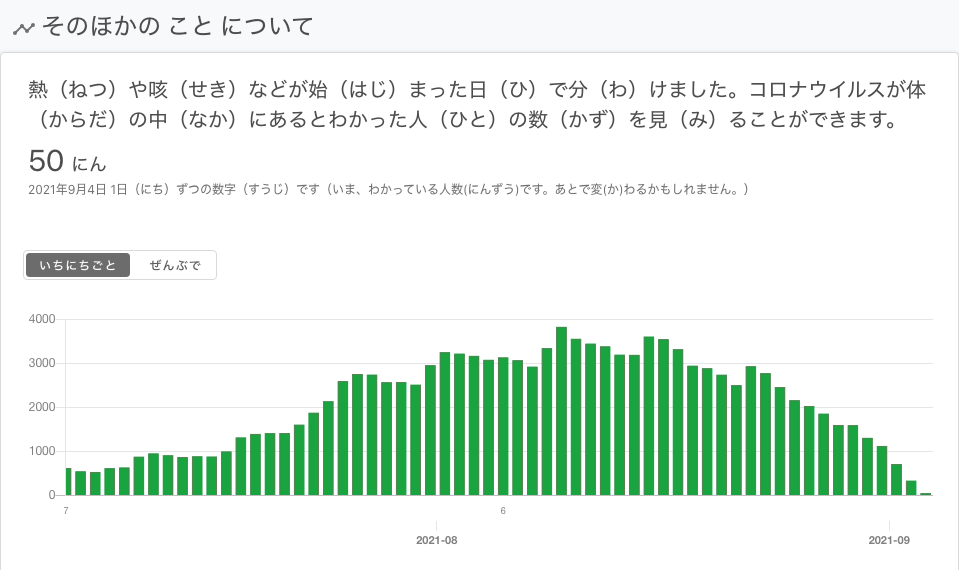 そのほかの こと について
熱（ねつ）や咳（せき）などが始（はじ）まった日（ひ）で分（わ）けました。コロナウイルスが体
（からだ）の中（なか）にあるとわかった人（ひと）の数（かず）を見（み）ることができます。
50 にん
2021年9月4日 1日（にち）ずつの数字（すうじ）です（いま、わかっている人数(にんずう)です。あとで変(か)わるかもしれません。）
いちにちごと ぜんぶで
4000
3000
2000
1000
0
7 6
2021-08 2021-09